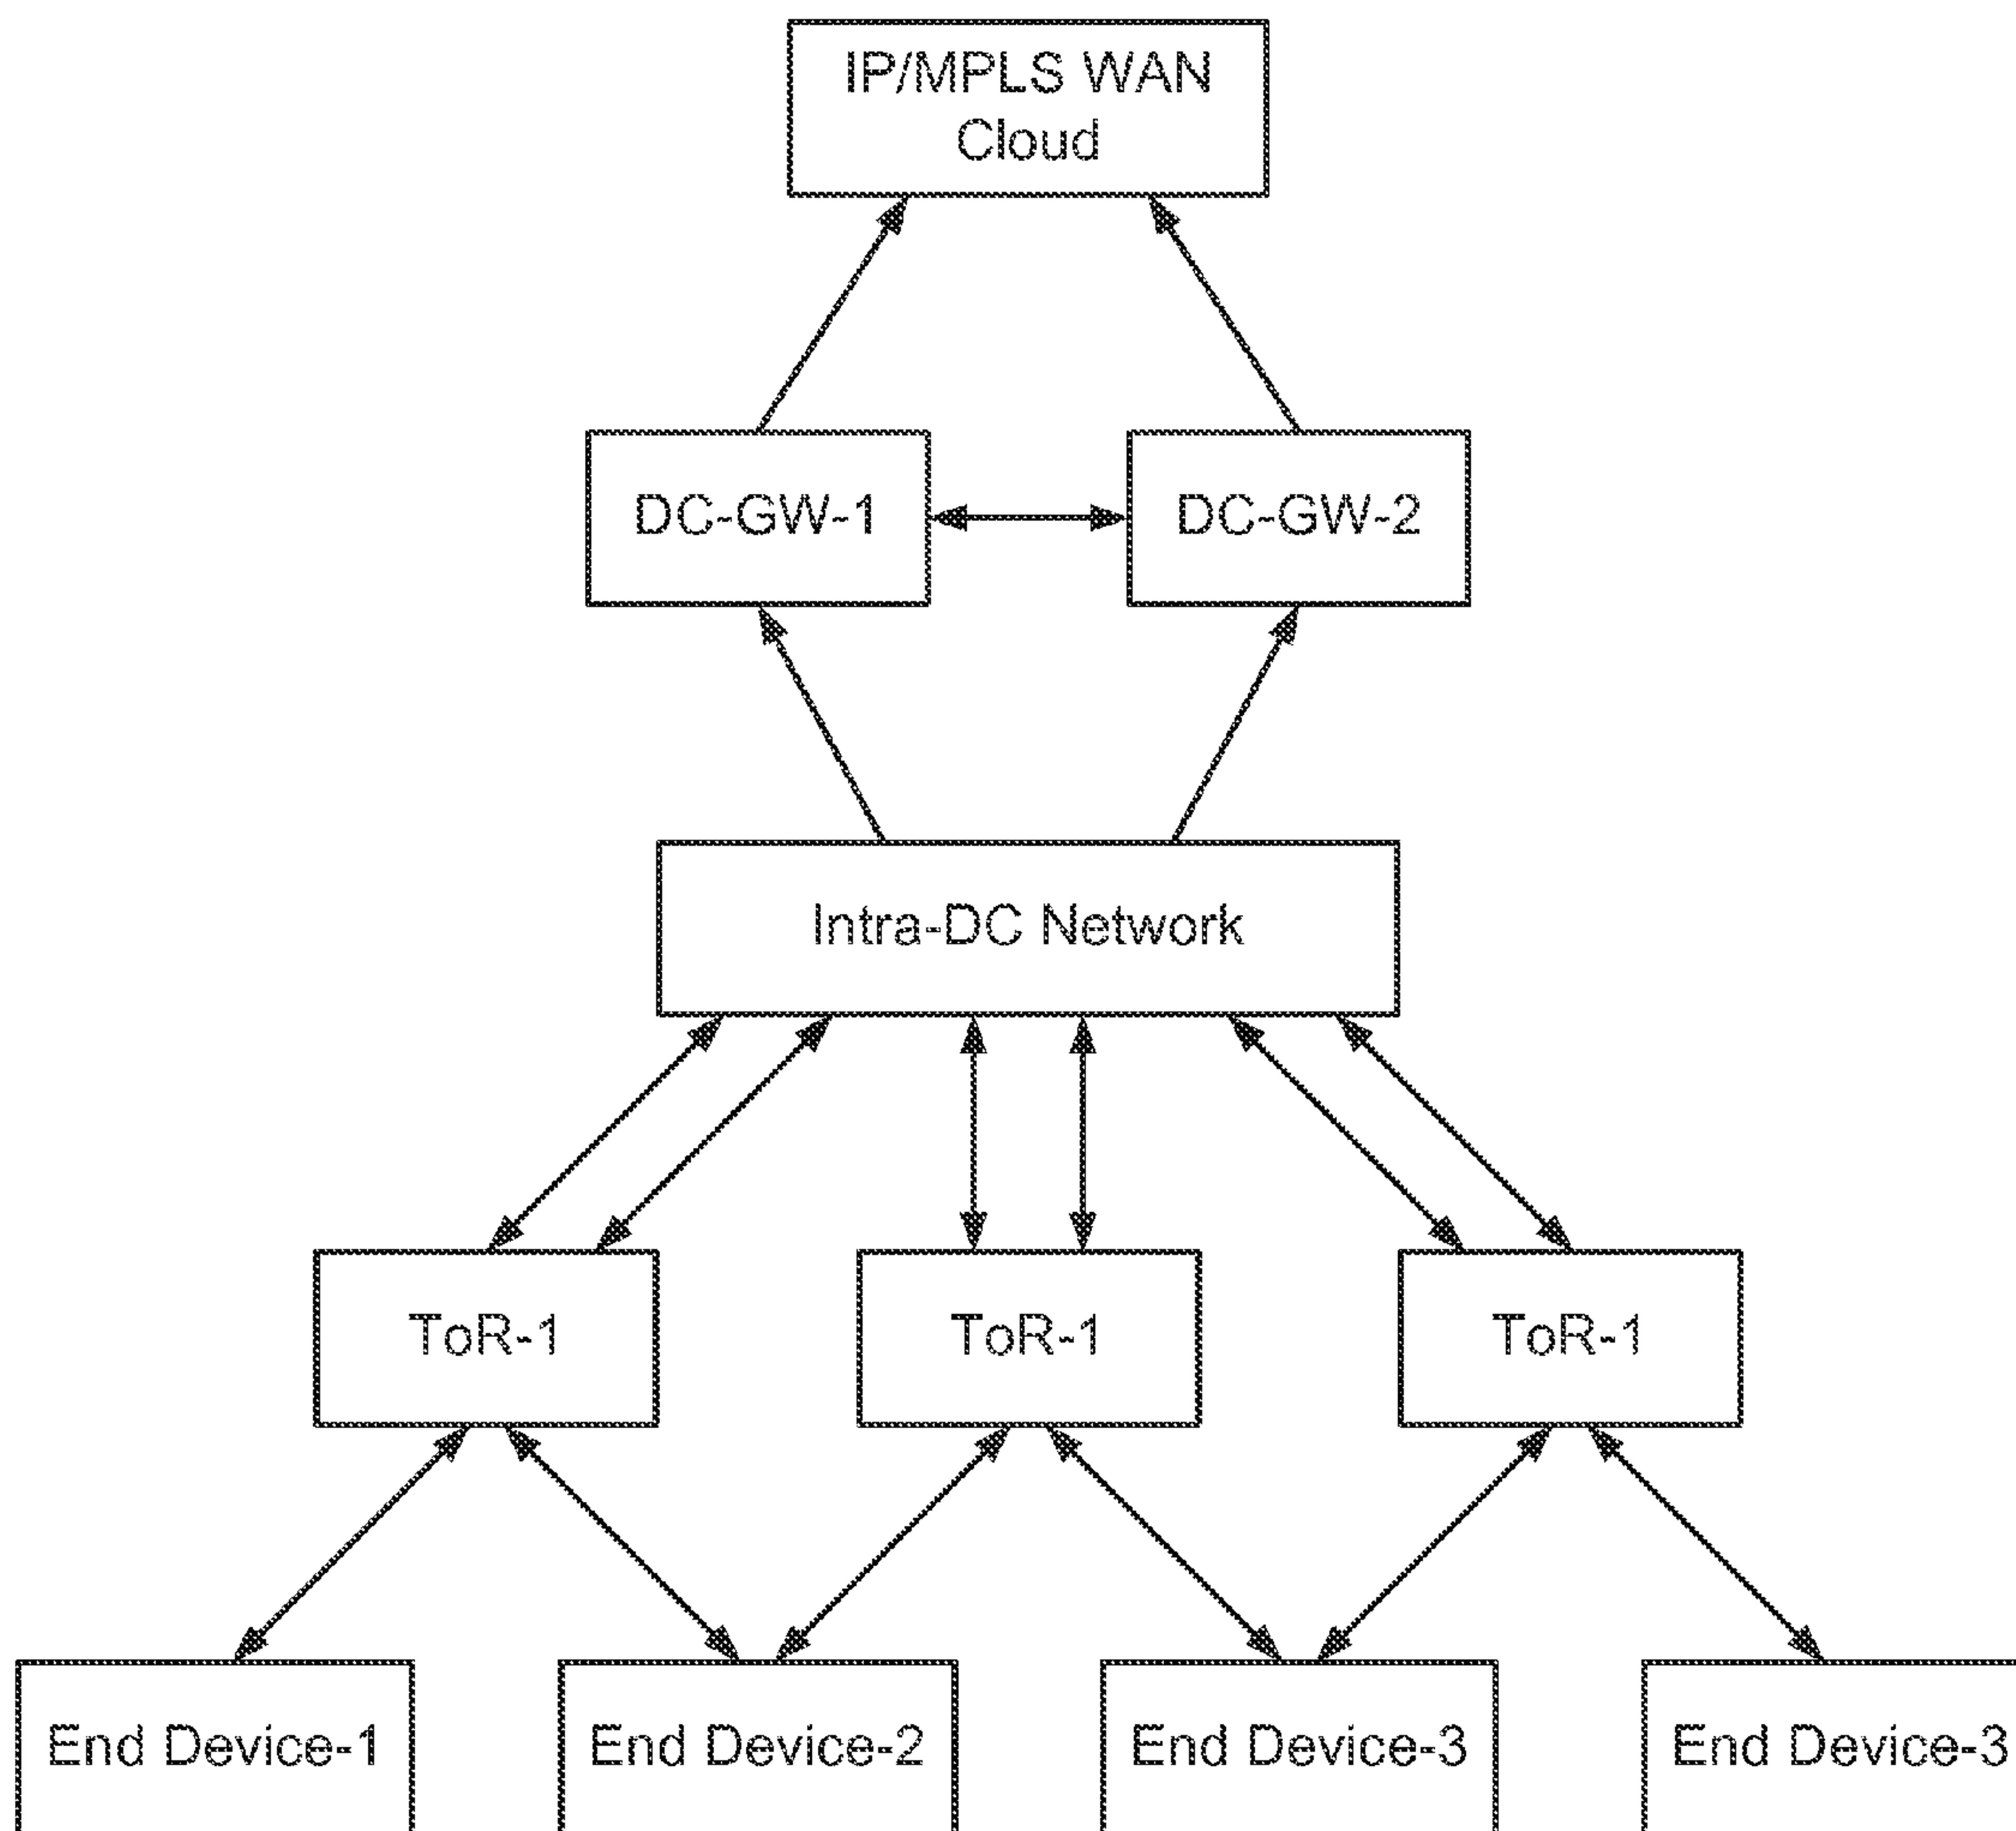 IP/MPLS WAN
Cloud
DC-GW-1
DC-GW-2
Intra-DC Network
ToR-1
ToR-1
ToR-1
End Device-1
End Device-2
End Device-3
End Device-3